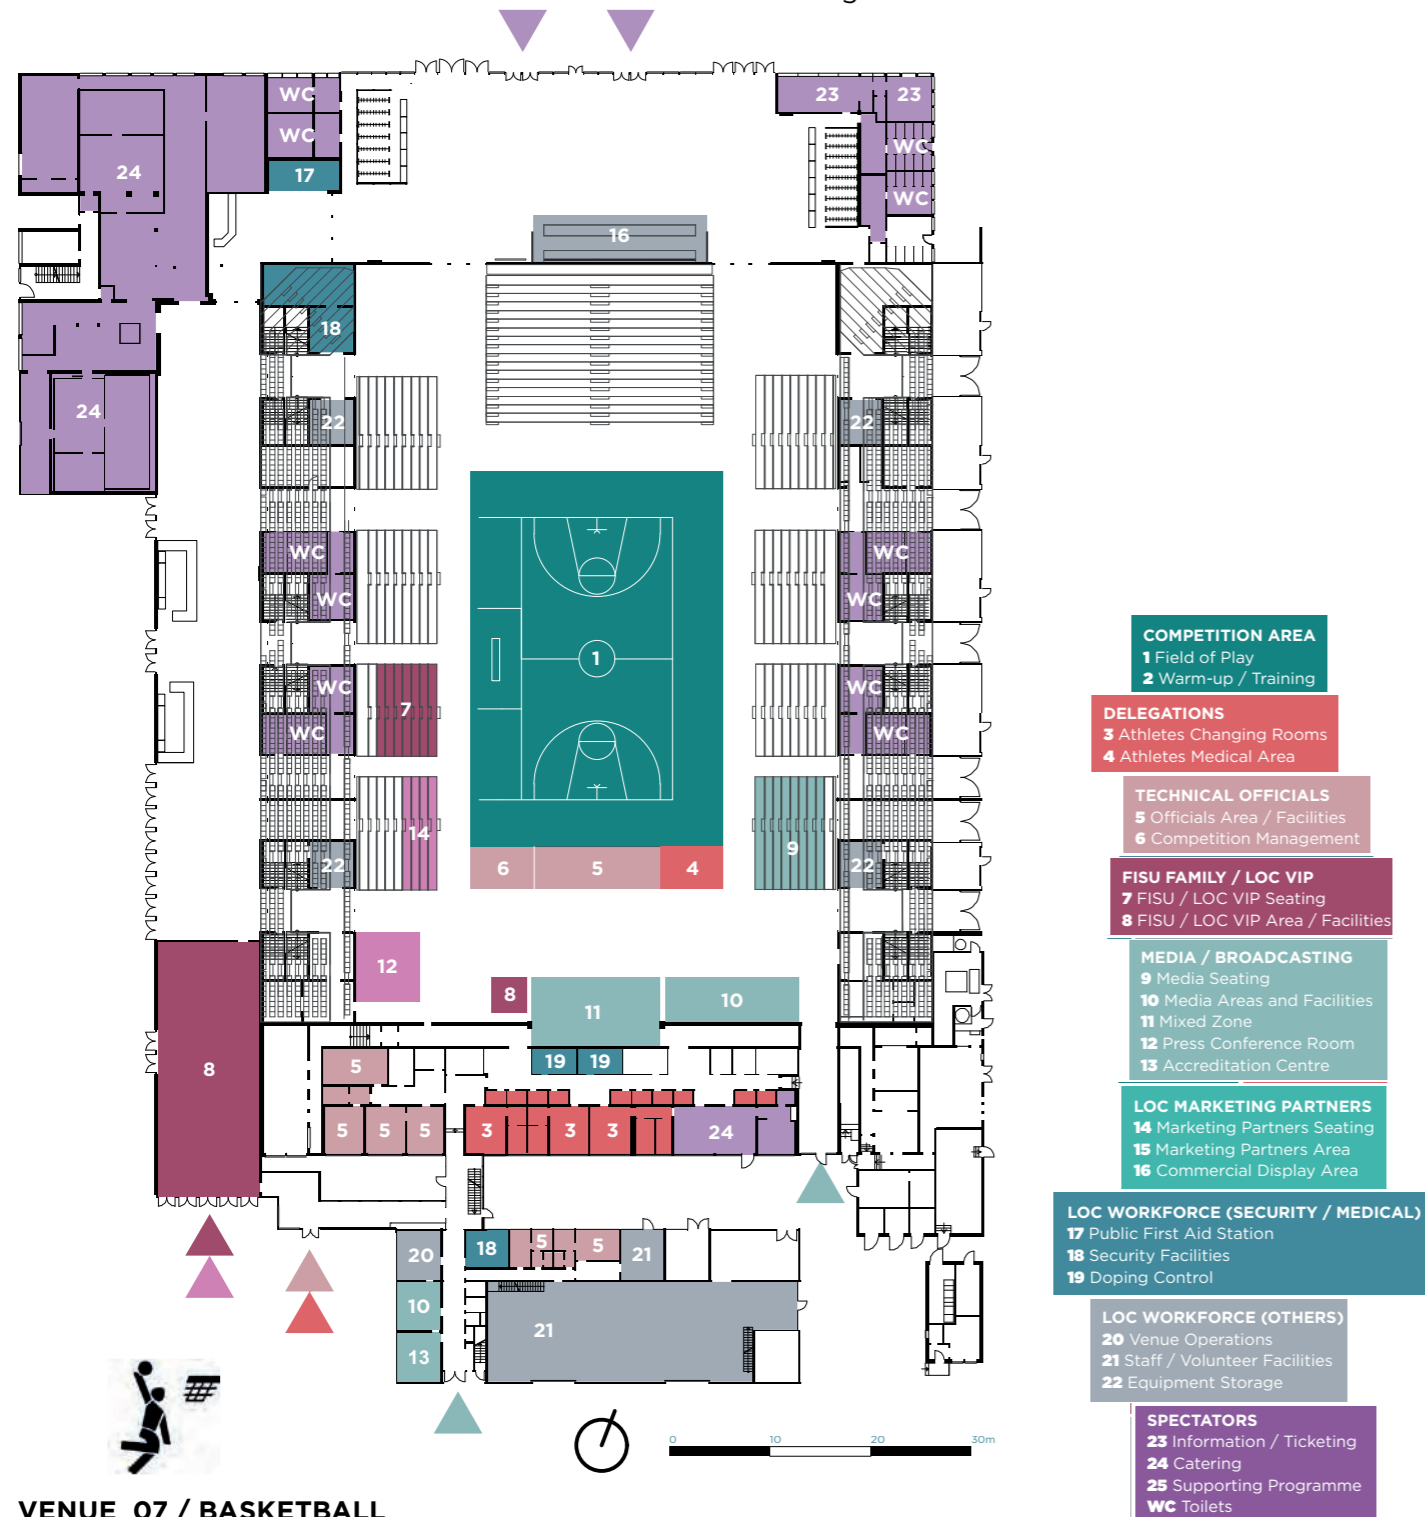 WC
23
23
WC
WC
24
17
WC
16
18
24
22
22
WC
WC
WC
WC
1
WC
WC
7
WC
WC
14
9
22
22
6
5
4
12
8
11
10
19
19
8
5
5
5
5
3
3
3
24
20
18
5
5
21
10
21
13
0
10
20
30m
COMPETITION AREA
1 Field of Play
2 Warm-up / Training
DELEGATIONS
3 Athletes Changing Rooms
4 Athletes Medical Area
TECHNICAL OFFICIALS
5 Officials Area / Facilities
6 Competition Management
FISU FAMILY / LOC VIP
7 FISU / LOC VIP Seating
8 FISU / LOC VIP Area / Facilities
MEDIA / BROADCASTING
9 Media Seating
10 Media Areas and Facilities
11 Mixed Zone
12 Press Conference Room
13 Accreditation Centre
LOC MARKETING PARTNERS
14 Marketing Partners Seating
15 Marketing Partners Area
16 Commercial Display Area
LOC WORKFORCE (SECURITY / MEDICAL)
17 Public First Aid Station
18 Security Facilities
19 Doping Control
LOC WORKFORCE (OTHERS)
20 Venue Operations
21 Staff / Volunteer Facilities
22 Equipment Storage
SPECTATORS
23 Information / Ticketing
24 Catering
25 Supporting Programme
WC Toilets
VENUE 07 / BASKETBALL